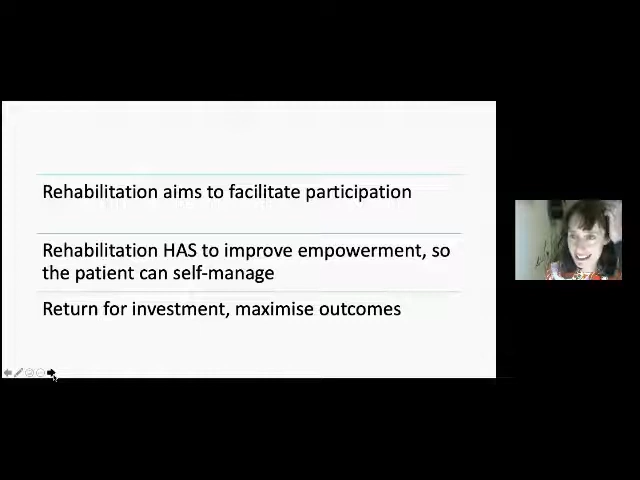 Rehabilitation aims to facilitate participation
Rehabilitation HAS to improve empowerment, so
the patient can self-manage
Return for investment, maximise outcomes